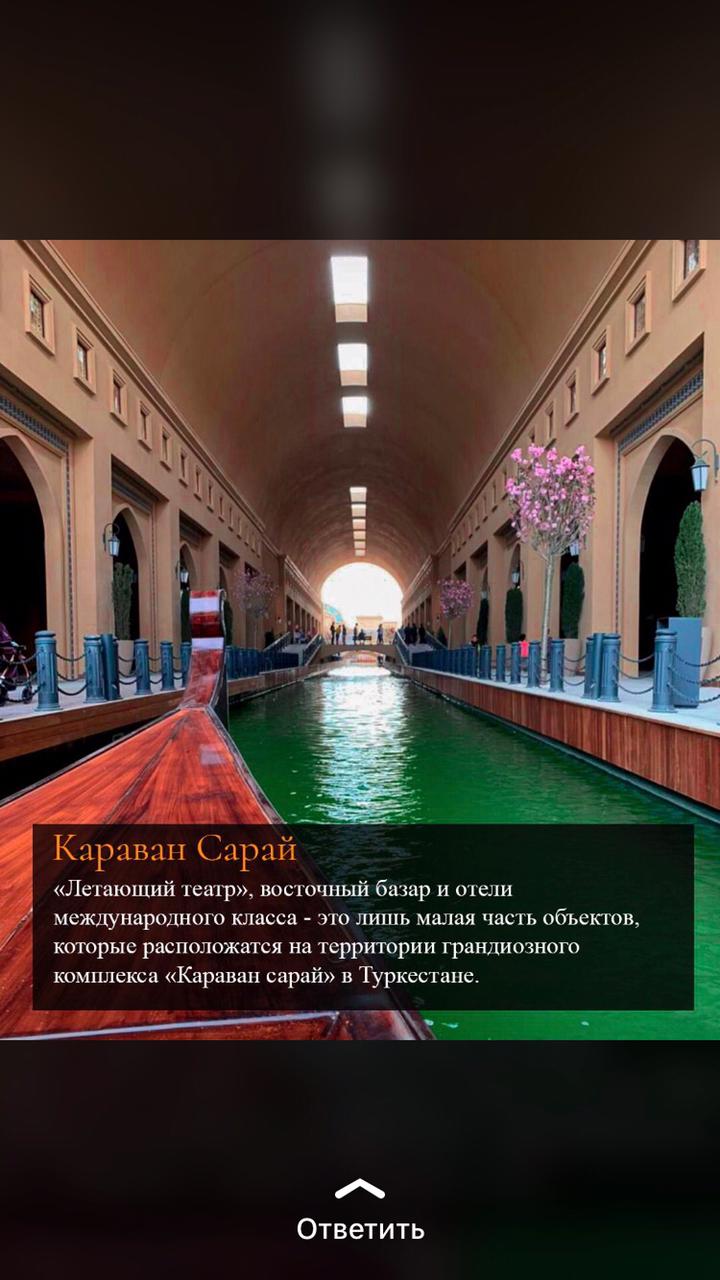 Караван Сарай
«Летающий театр», восточный базар и отели
международного класса - это лишь малая часть объектов,
которые расположатся на территории грандиозного
комплекса «Караван сарай» в Туркестане.
Ответить